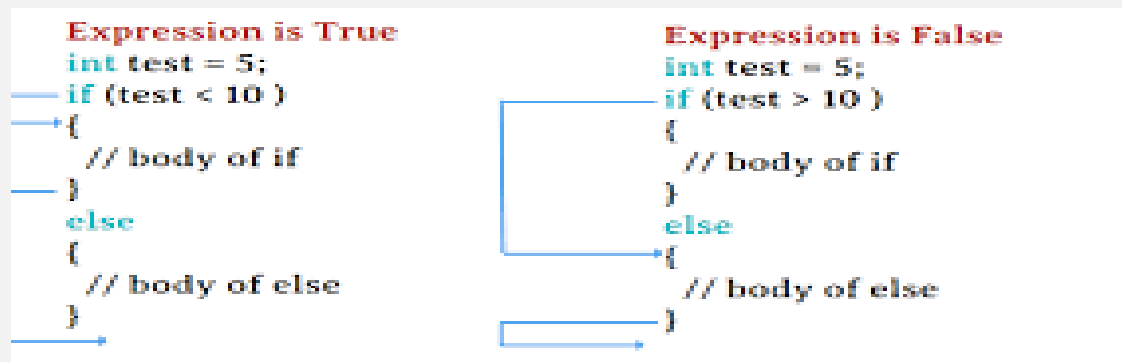 Expression is True
int test = 5;
if (test < 10 )
{
// body of if
}
else
{
// body of else
}
Expression is False
int test = 5;
if (test > 10 )
{
// body of if
}
else
{
// body of else
}